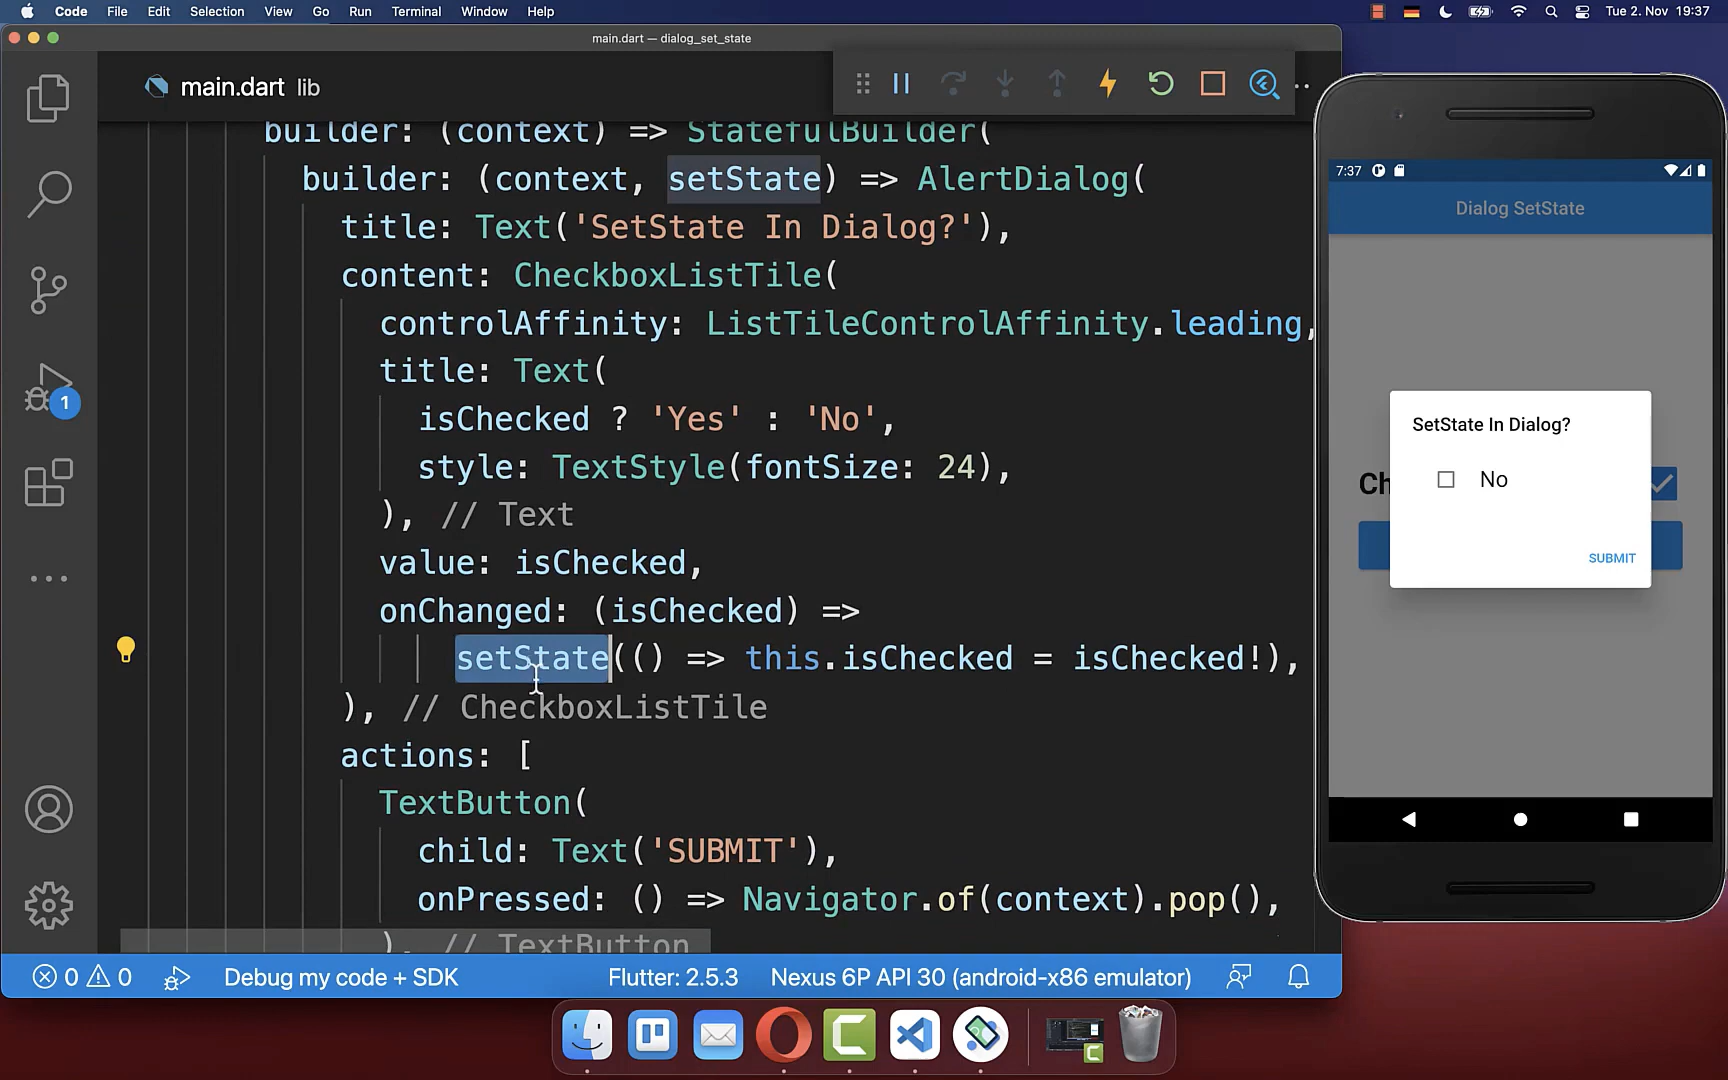 Code File Edit Selection View Go Run Terminal Window Help
Tue 2. Nov 19:37
main.dart — dialog_set_state
main.dart lib
builder: (context) => StatefulBuilder(
builder: (context, setState) => AlertDialog(
title: Text('SetState In Dialog?'),
content: CheckboxListTile(
controlAffinity: ListTileControlAffinity.leading,
title: Text(
isChecked ? 'Yes' : 'No',
style: TextStyle(fontSize: 24),
), // Text
value: isChecked,
onChanged: (isChecked) =>
setState(() => this.isChecked = isChecked!),
), // CheckboxListTile
actions: [
TextButton(
child: Text('SUBMIT'),
onPressed: () => Navigator.of(context).pop(),
), // TextButton
1
0 0 Debug my code + SDK Flutter: 2.5.3 Nexus 6P API 30 (android-x86 emulator)
7:37
Dialog SetState
SetState In Dialog?
Ch
No
SUBMIT